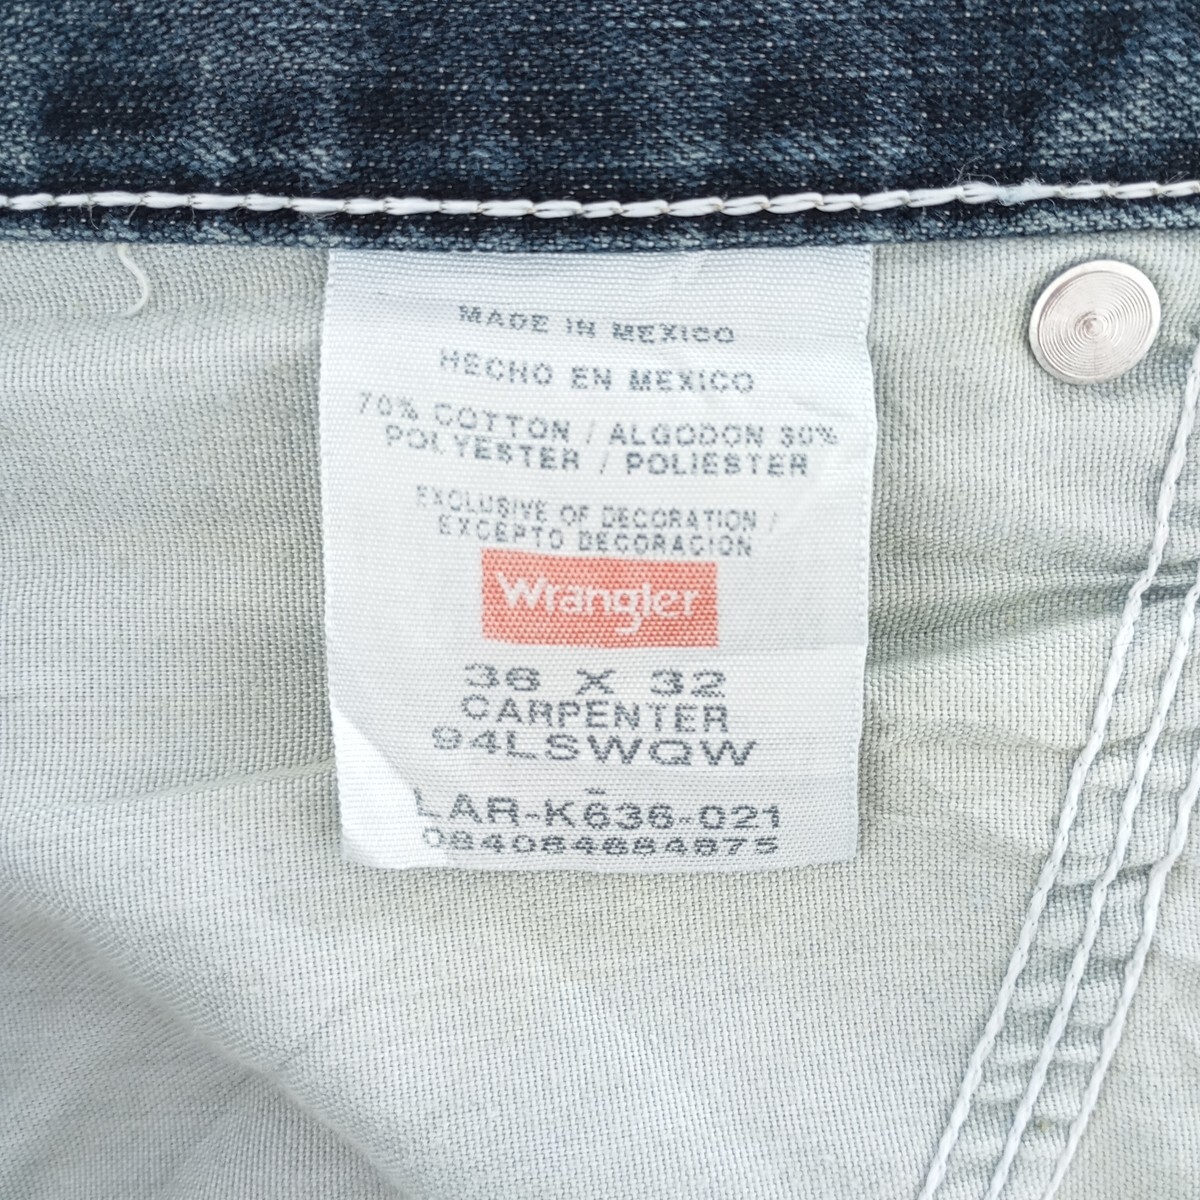 MADE IN MEXICO
HECHO EN MEXICO
70% COTTON / ALGODON 30%
POLYESTER / POLIESTER
EXCLUSIVE OF DECORATION /
EXCEPTO DECORACION
Wrangler
36 X 32
CARPENTER
94LSWQW
LAR-K636-021